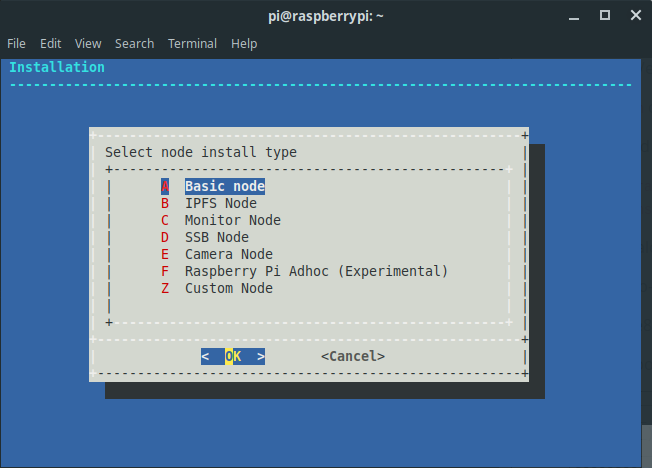 pi@raspberrypi: ~
File Edit View Search Terminal Help
Installation
Select node install type
A Basic node
B IPFS Node
C Monitor Node
D SSB Node
E Camera Node
F Raspberry Pi Adhoc (Experimental)
Z Custom Node
< OK > <Cancel>